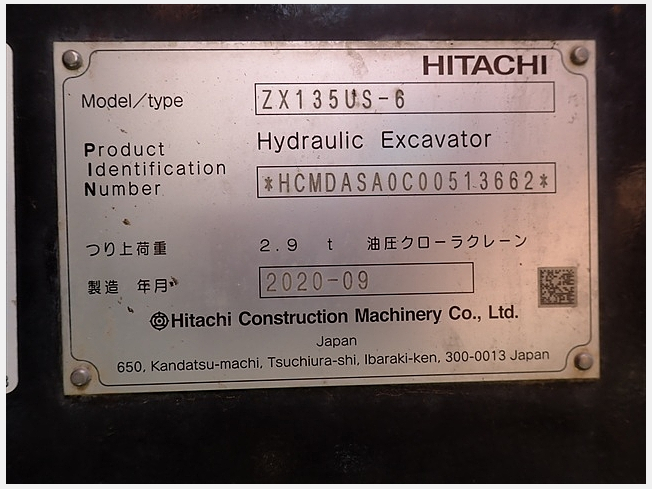 HITACHI
Model/type ZX135US-6
Product Identification Number
Hydraulic Excavator
*HCMDASA0C00513662*
つり上荷重 2.9 t 油圧クローラクレーン
製造 年月 2020-09
Hitachi Construction Machinery Co., Ltd.
Japan
650, Kandatsu-machi, Tsuchiura-shi, Ibaraki-ken, 300-0013 Japan